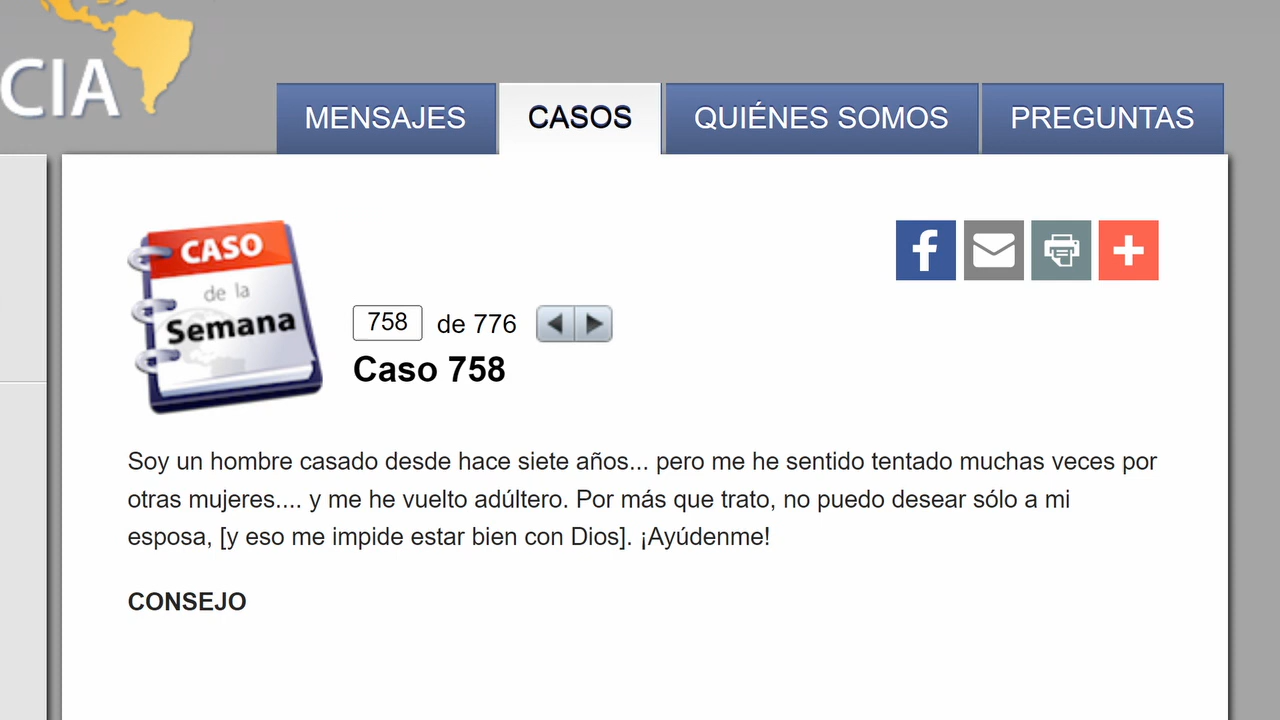 CIA
MENSAJES
CASOS
QUIÉNES SOMOS
PREGUNTAS
CASO
de la
Semana
758 de 776
Caso 758
Soy un hombre casado desde hace siete años... pero me he sentido tentado muchas veces por
otras mujeres.... y me he vuelto adúltero. Por más que trato, no puedo desear sólo a mi
esposa, [y eso me impide estar bien con Dios]. ¡Ayúdenme!
CONSEJO